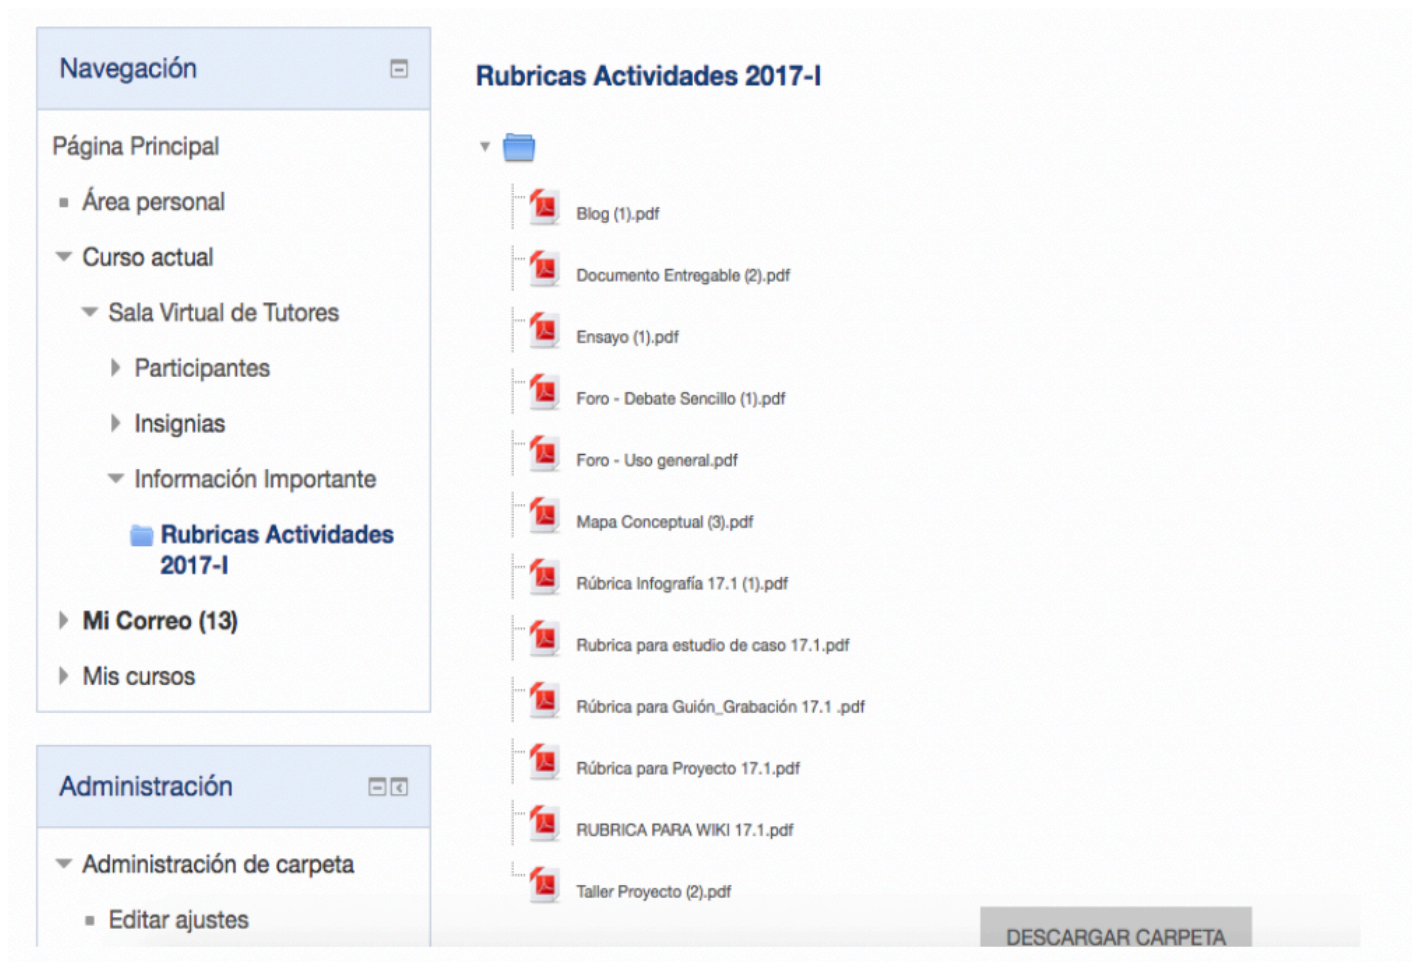 Navegación
Página Principal
Área personal
Curso actual
Sala Virtual de Tutores
Participantes
Insignias
Información Importante
Rubricas Actividades
2017-I
Mi Correo (13)
Mis cursos
Administración
Administración de carpeta
Editar ajustes
Rubricas Actividades 2017-I
Blog (1).pdf
Documento Entregable (2).pdf
Ensayo (1).pdf
Foro - Debate Sencillo (1).pdf
Foro - Uso general.pdf
Mapa Conceptual (3).pdf
Rúbrica Infografía 17.1 (1).pdf
Rubrica para estudio de caso 17.1.pdf
Rúbrica para Guión_Grabación 17.1 .pdf
Rúbrica para Proyecto 17.1.pdf
RUBRICA PARA WIKI 17.1.pdf
Taller Proyecto (2).pdf
DESCARGAR CARPETA